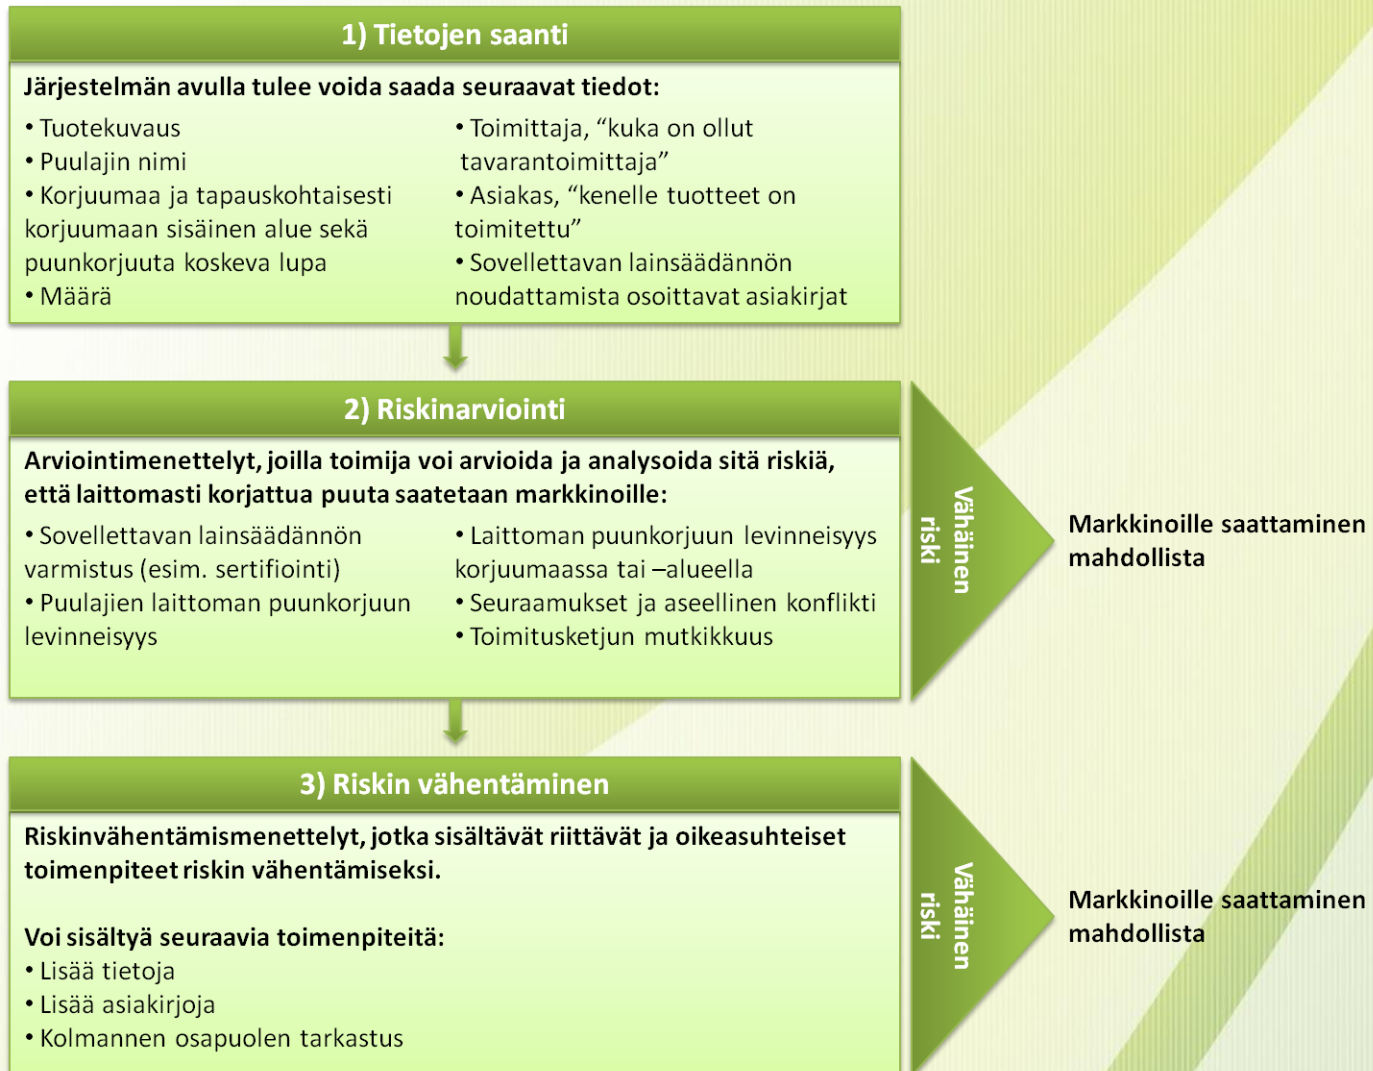 1) Tietojen saanti
Järjestelmän avulla tulee voida saada seuraavat tiedot:
• Tuotekuvaus
• Puulajin nimi
• Korjuumaa ja tapauskohtaisesti
korjuumaan sisäinen alue sekä
puunkorjuuta koskeva lupa
• Määrä
• Toimittaja, “kuka on ollut
tavarantoimittaja”
• Asiakas, “kenelle tuotteet on
toimitettu”
• Sovellettavan lainsäädännön
noudattamista osoittavat asiakirjat
2) Riskinarviointi
Arviointimenettelyt, joilla toimija voi arvioida ja analysoida sitä riskiä,
että laittomasti korjattua puuta saatetaan markkinoille:
• Sovellettavan lainsäädännön
varmistus (esim. sertifiointi)
• Puulajien laittoman puunkorjuun
levinneisyys
• Laittoman puunkorjuun levinneisyys
korjuumaassa tai –alueella
• Seuraamukset ja aseellinen konflikti
• Toimitusketjun mutkikkuus
Vähäinen
riski
Markkinoille saattaminen
mahdollista
3) Riskin vähentäminen
Riskinvähentämismenettelyt, jotka sisältävät riittävät ja oikeasuhteiset
toimenpiteet riskin vähentämiseksi.
Voi sisältyä seuraavia toimenpiteitä:
• Lisää tietoja
• Lisää asiakirjoja
• Kolmannen osapuolen tarkastus
Vähäinen
riski
Markkinoille saattaminen
mahdollista